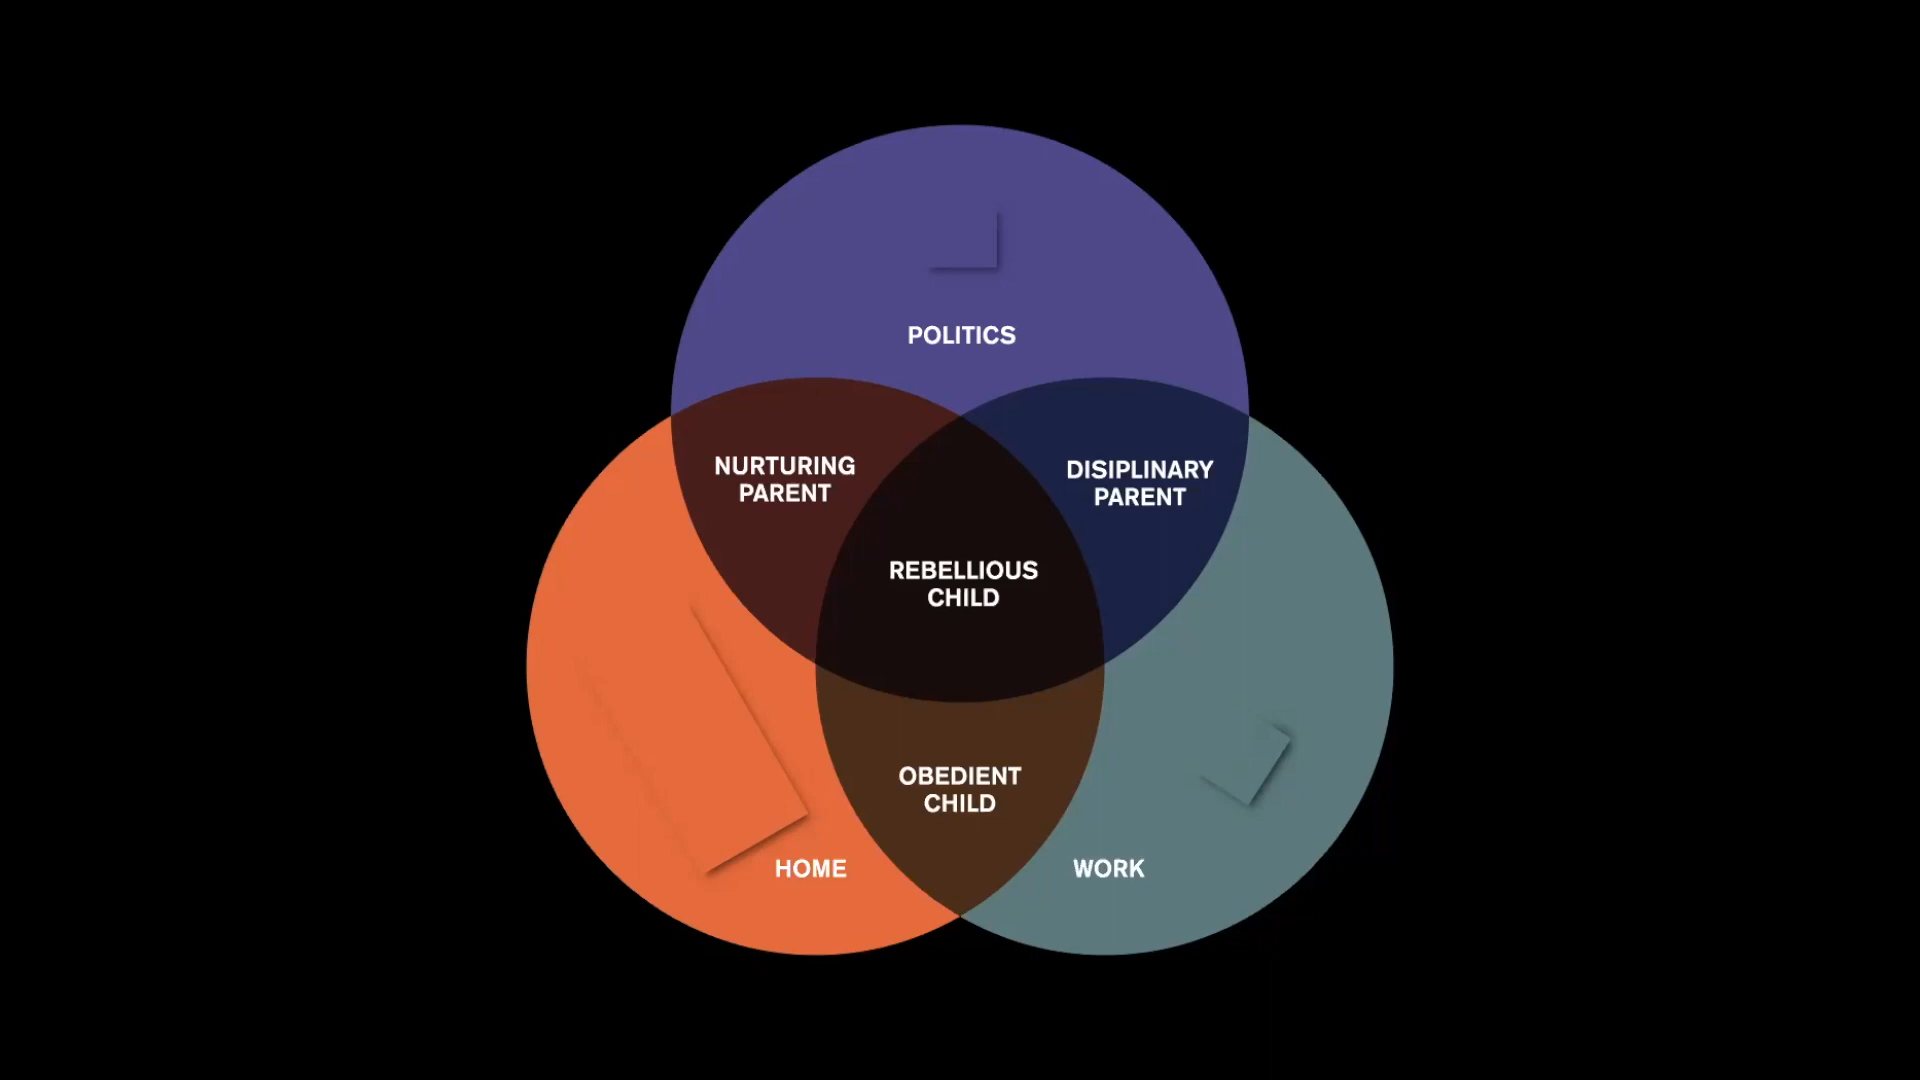 POLITICS
NURTURING
PARENT
DISIPLINARY
PARENT
REBELLIOUS
CHILD
OBEDIENT
CHILD
HOME
WORK